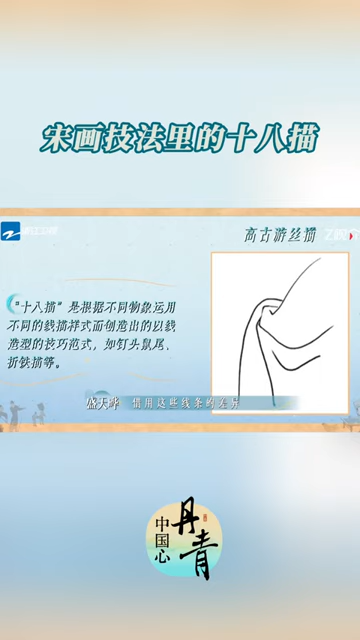 宋画技法里的十八描
高古游丝描
“十八描”是根据不同物象运用
不同的线描样式而创造出的以线
造型的技巧范式，如钉头鼠尾、
折铁描等。
盛天晔 借用这些线条的差异
中国心
丹青